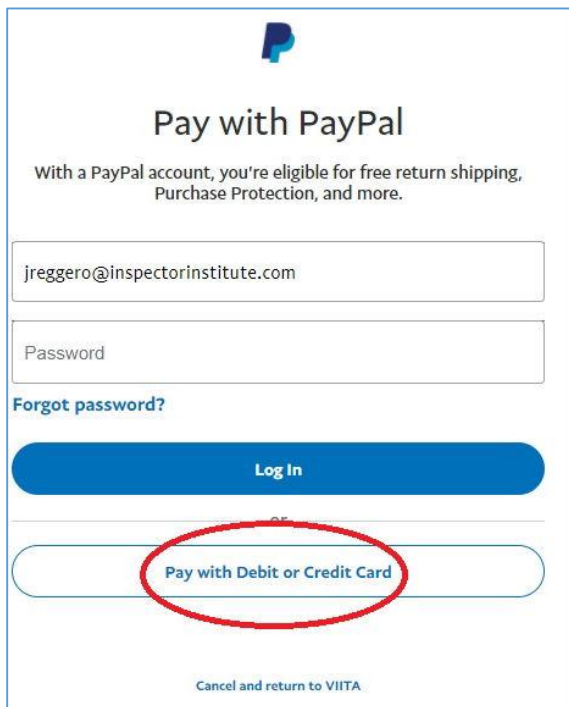 Pay with PayPal
With a PayPal account, you're eligible for free return shipping,
Purchase Protection, and more.
jreggero@inspectorinstitute.com
Password
Forgot password?
Log In
or
Pay with Debit or Credit Card
Cancel and return to VIITA